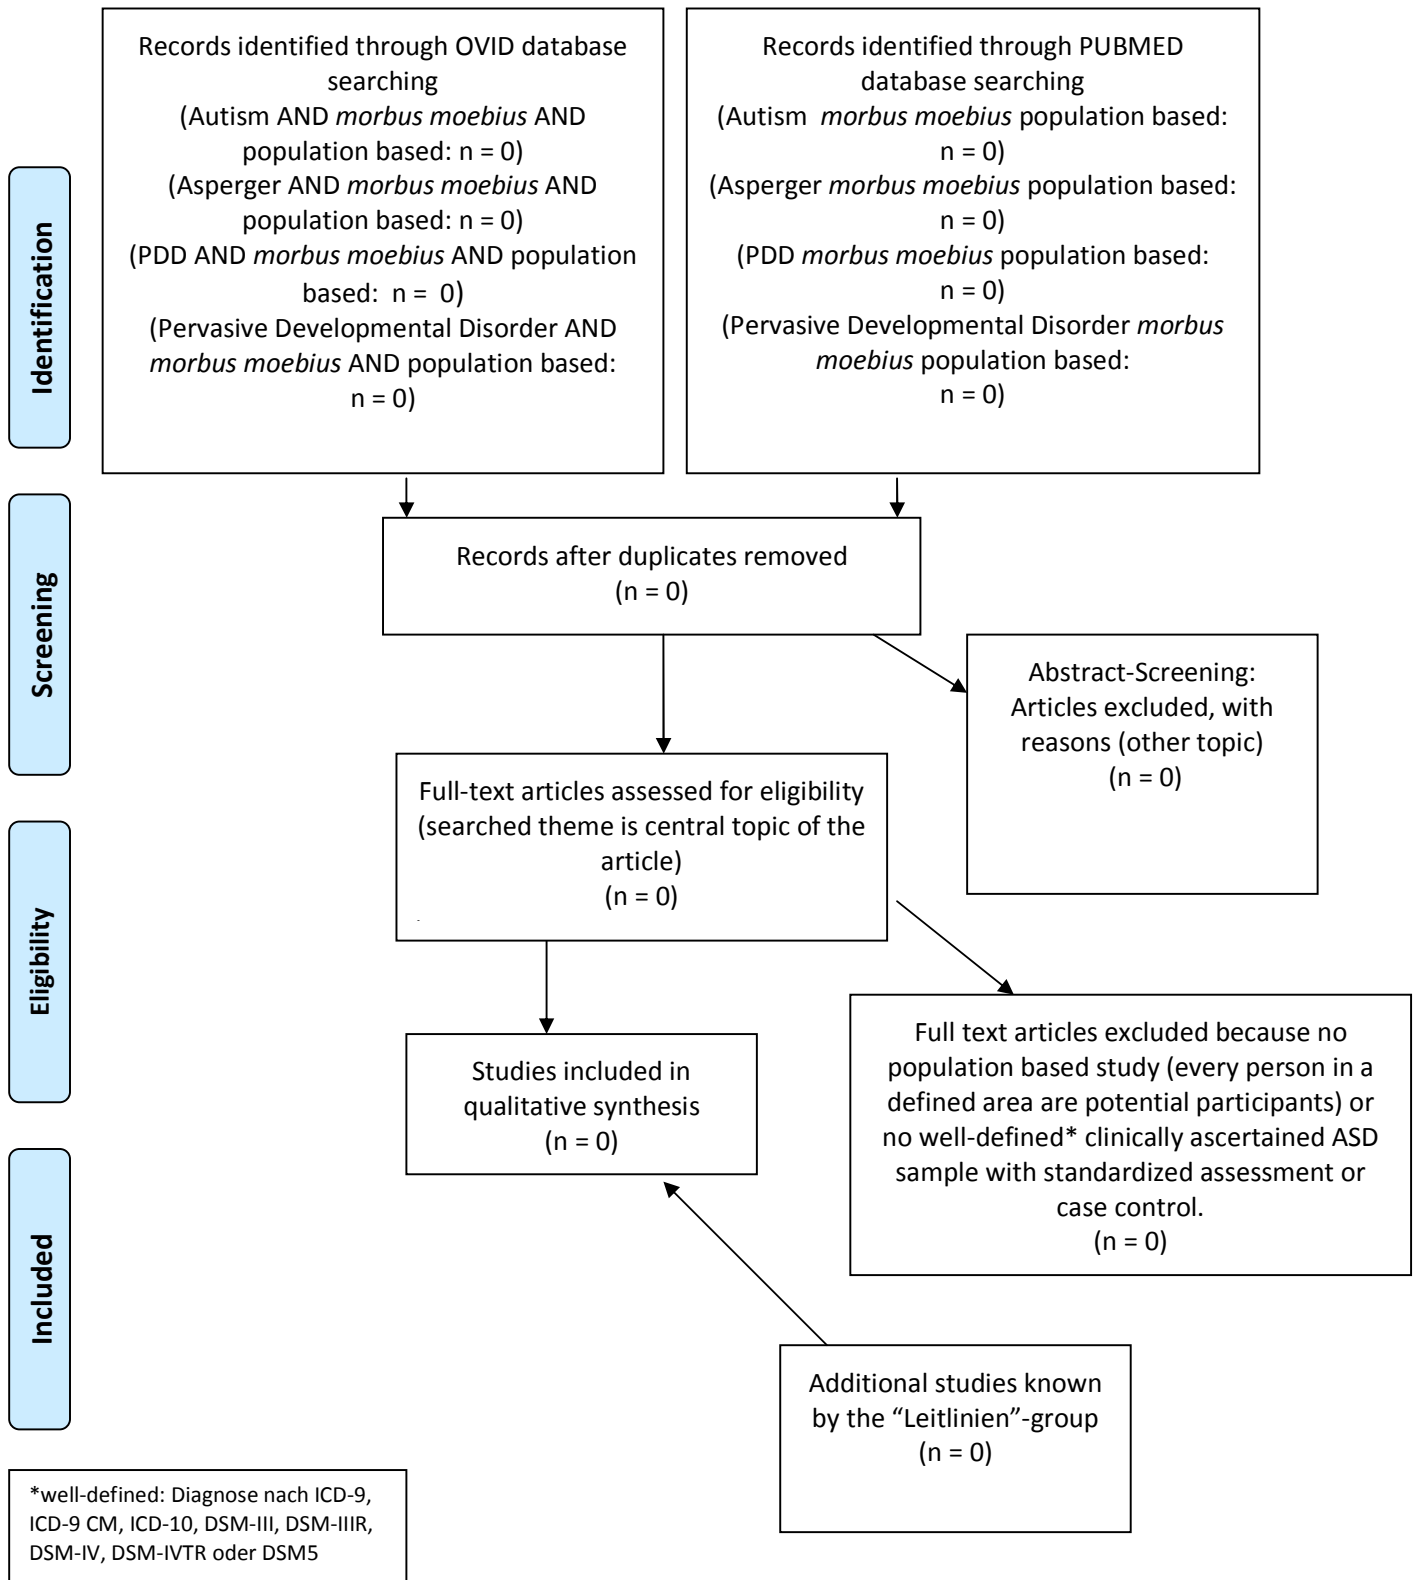 Records identified through OVID database
searching
(Autism AND morbus moebius AND
population based: n = 0)
(Asperger AND morbus moebius AND
population based: n = 0)
(PDD AND morbus moebius AND population
based: n = 0)
(Pervasive Developmental Disorder AND
morbus moebius AND population based:
n = 0)
Records identified through PUBMED
database searching
(Autism morbus moebius population based:
n = 0)
(Asperger morbus moebius population based:
n = 0)
(PDD morbus moebius population based:
n = 0)
(Pervasive Developmental Disorder morbus
moebius population based:
n = 0)
Identification
Records after duplicates removed
(n = 0)
Screening
Abstract-Screening:
Articles excluded, with
reasons (other topic)
(n = 0)
Full-text articles assessed for eligibility
(searched theme is central topic of the
article)
(n = 0)
Eligibility
Full text articles excluded because no
population based study (every person in a
defined area are potential participants) or
no well-defined* clinically ascertained ASD
sample with standardized assessment or
case control.
(n = 0)
Studies included in
qualitative synthesis
(n = 0)
Included
Additional studies known
by the “Leitlinien”-group
(n = 0)
*well-defined: Diagnose nach ICD-9,
ICD-9 CM, ICD-10, DSM-III, DSM-IIIR,
DSM-IV, DSM-IVTR oder DSM5